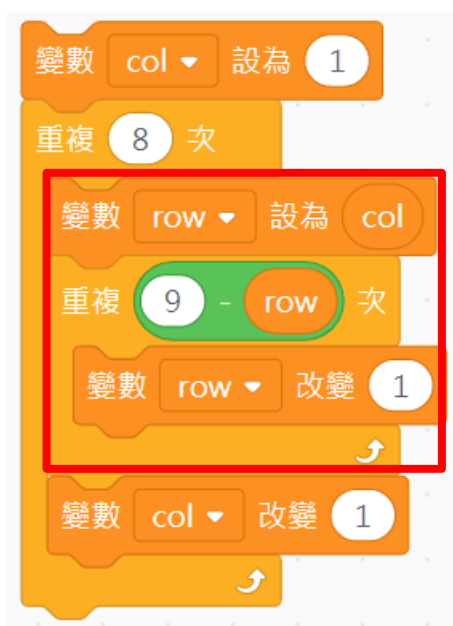 變數 col 設為 1
重複 8 次
變數 row 設為 col
重複 9 - row 次
變數 row 改變 1
變數 col 改變 1